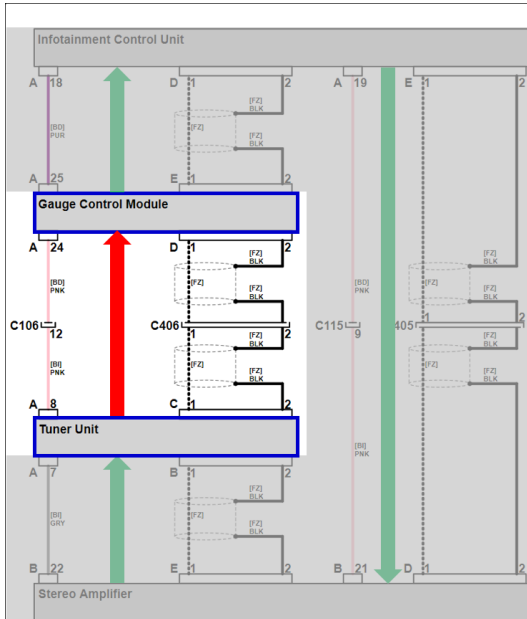 Infotainment Control Unit
A 18 D 1 2 A 19 E 1 2
[BD]
PUR
[FZ]
[FZ]
BLK
[FZ]
BLK
A 25 E 1 2
Gauge Control Module
A 24 D 1 2
[BD]
PNK
[FZ]
[FZ]
BLK
[FZ]
BLK
[BD]
PNK
[FZ]
[FZ]
BLK
[FZ]
BLK
C106 12 C406 1 2 C115 9 405 1 2
[BI]
PNK
[FZ]
[FZ]
BLK
[FZ]
BLK
[FZ]
[FZ]
BLK
[FZ]
BLK
A 8 C 1 2
Tuner Unit
A 7 B 1 2
[BI]
PNK
[BI]
GRY
[FZ]
[FZ]
BLK
[FZ]
BLK
B 22 E 1 2 B 21 D 1 2
Stereo Amplifier